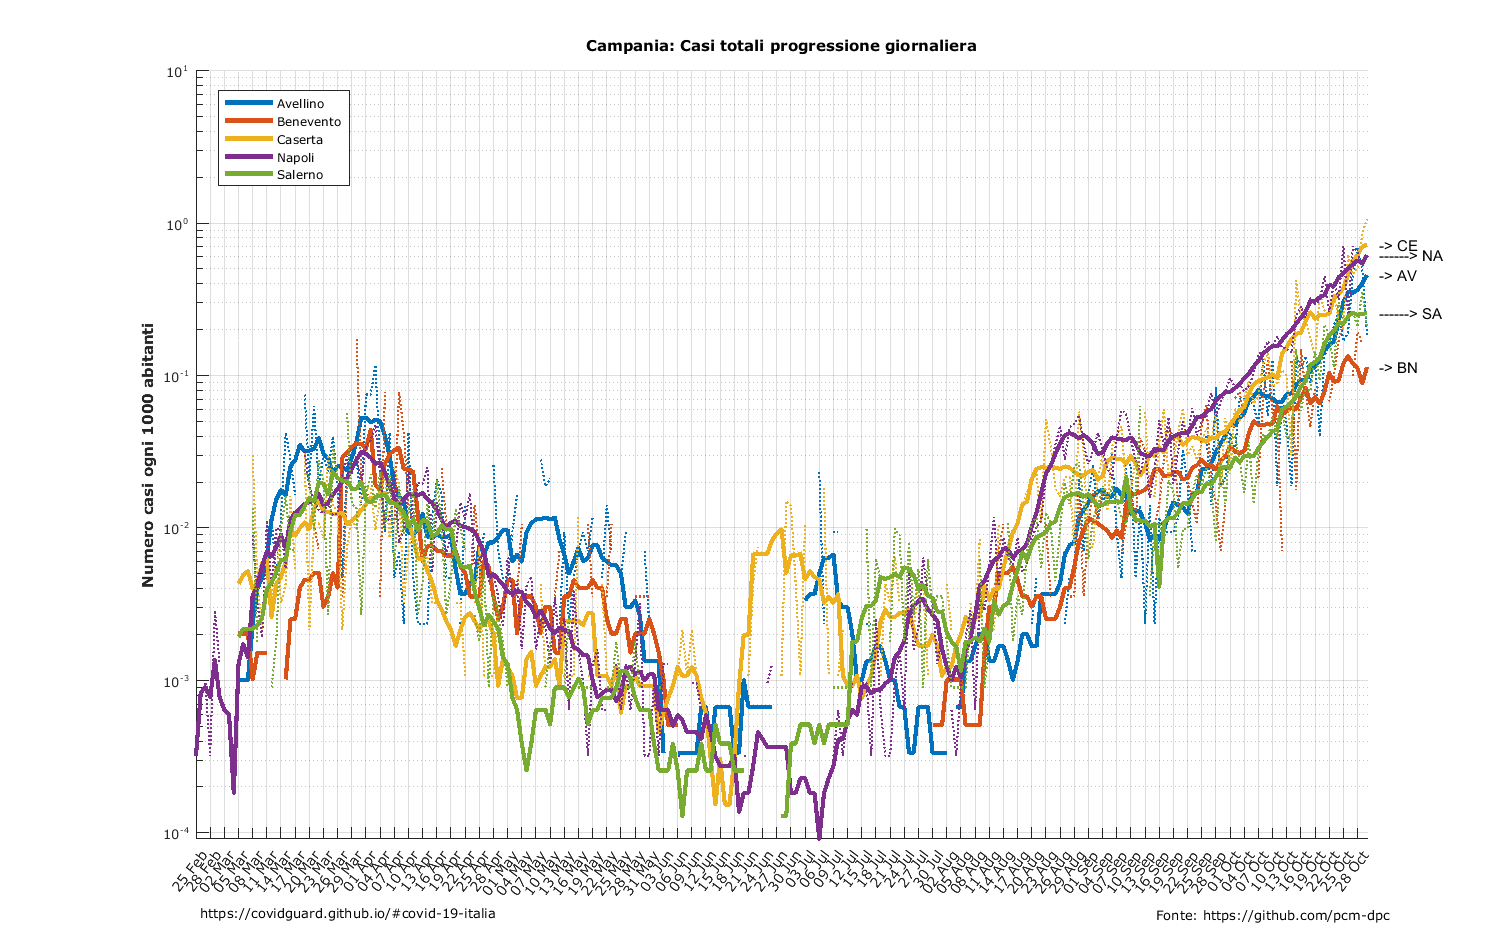 Campania: Casi totali progressione giornaliera
10¹
10⁰
10⁻¹
10⁻²
10⁻³
10⁻⁴
Numero casi ogni 1000 abitanti
Avellino
Benevento
Caserta
Napoli
Salerno
-> CE
------> NA
-> AV
------> SA
-> BN
25 Feb
28 Feb
02 Mar
05 Mar
08 Mar
11 Mar
14 Mar
17 Mar
20 Mar
23 Mar
26 Mar
29 Mar
01 Apr
04 Apr
07 Apr
10 Apr
13 Apr
16 Apr
19 Apr
22 Apr
25 Apr
28 Apr
01 May
04 May
07 May
10 May
13 May
16 May
19 May
22 May
25 May
28 May
31 May
03 Jun
06 Jun
09 Jun
12 Jun
15 Jun
18 Jun
21 Jun
24 Jun
27 Jun
30 Jun
03 Jul
06 Jul
09 Jul
12 Jul
15 Jul
18 Jul
21 Jul
24 Jul
27 Jul
30 Jul
02 Aug
05 Aug
08 Aug
11 Aug
14 Aug
17 Aug
20 Aug
23 Aug
26 Aug
29 Aug
01 Sep
04 Sep
07 Sep
10 Sep
13 Sep
16 Sep
19 Sep
22 Sep
25 Sep
28 Sep
01 Oct
04 Oct
07 Oct
10 Oct
13 Oct
16 Oct
19 Oct
22 Oct
25 Oct
28 Oct
https://covidguard.github.io/#covid-19-italia
Fonte: https://github.com/pcm-dpc